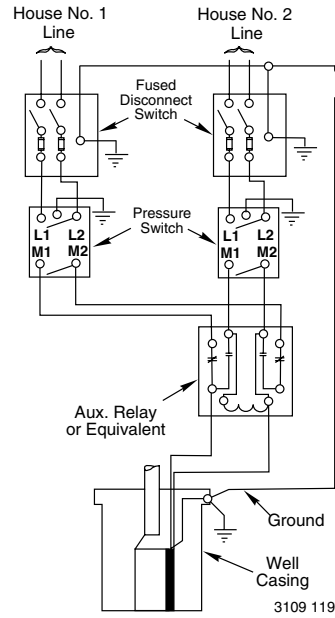 House No. 1
Line
House No. 2
Line
Fused
Disconnect
Switch
L1 L2
M1 M2
Pressure
Switch
L1 L2
M1 M2
Aux. Relay
or Equivalent
Ground
Well
Casing
3109 119